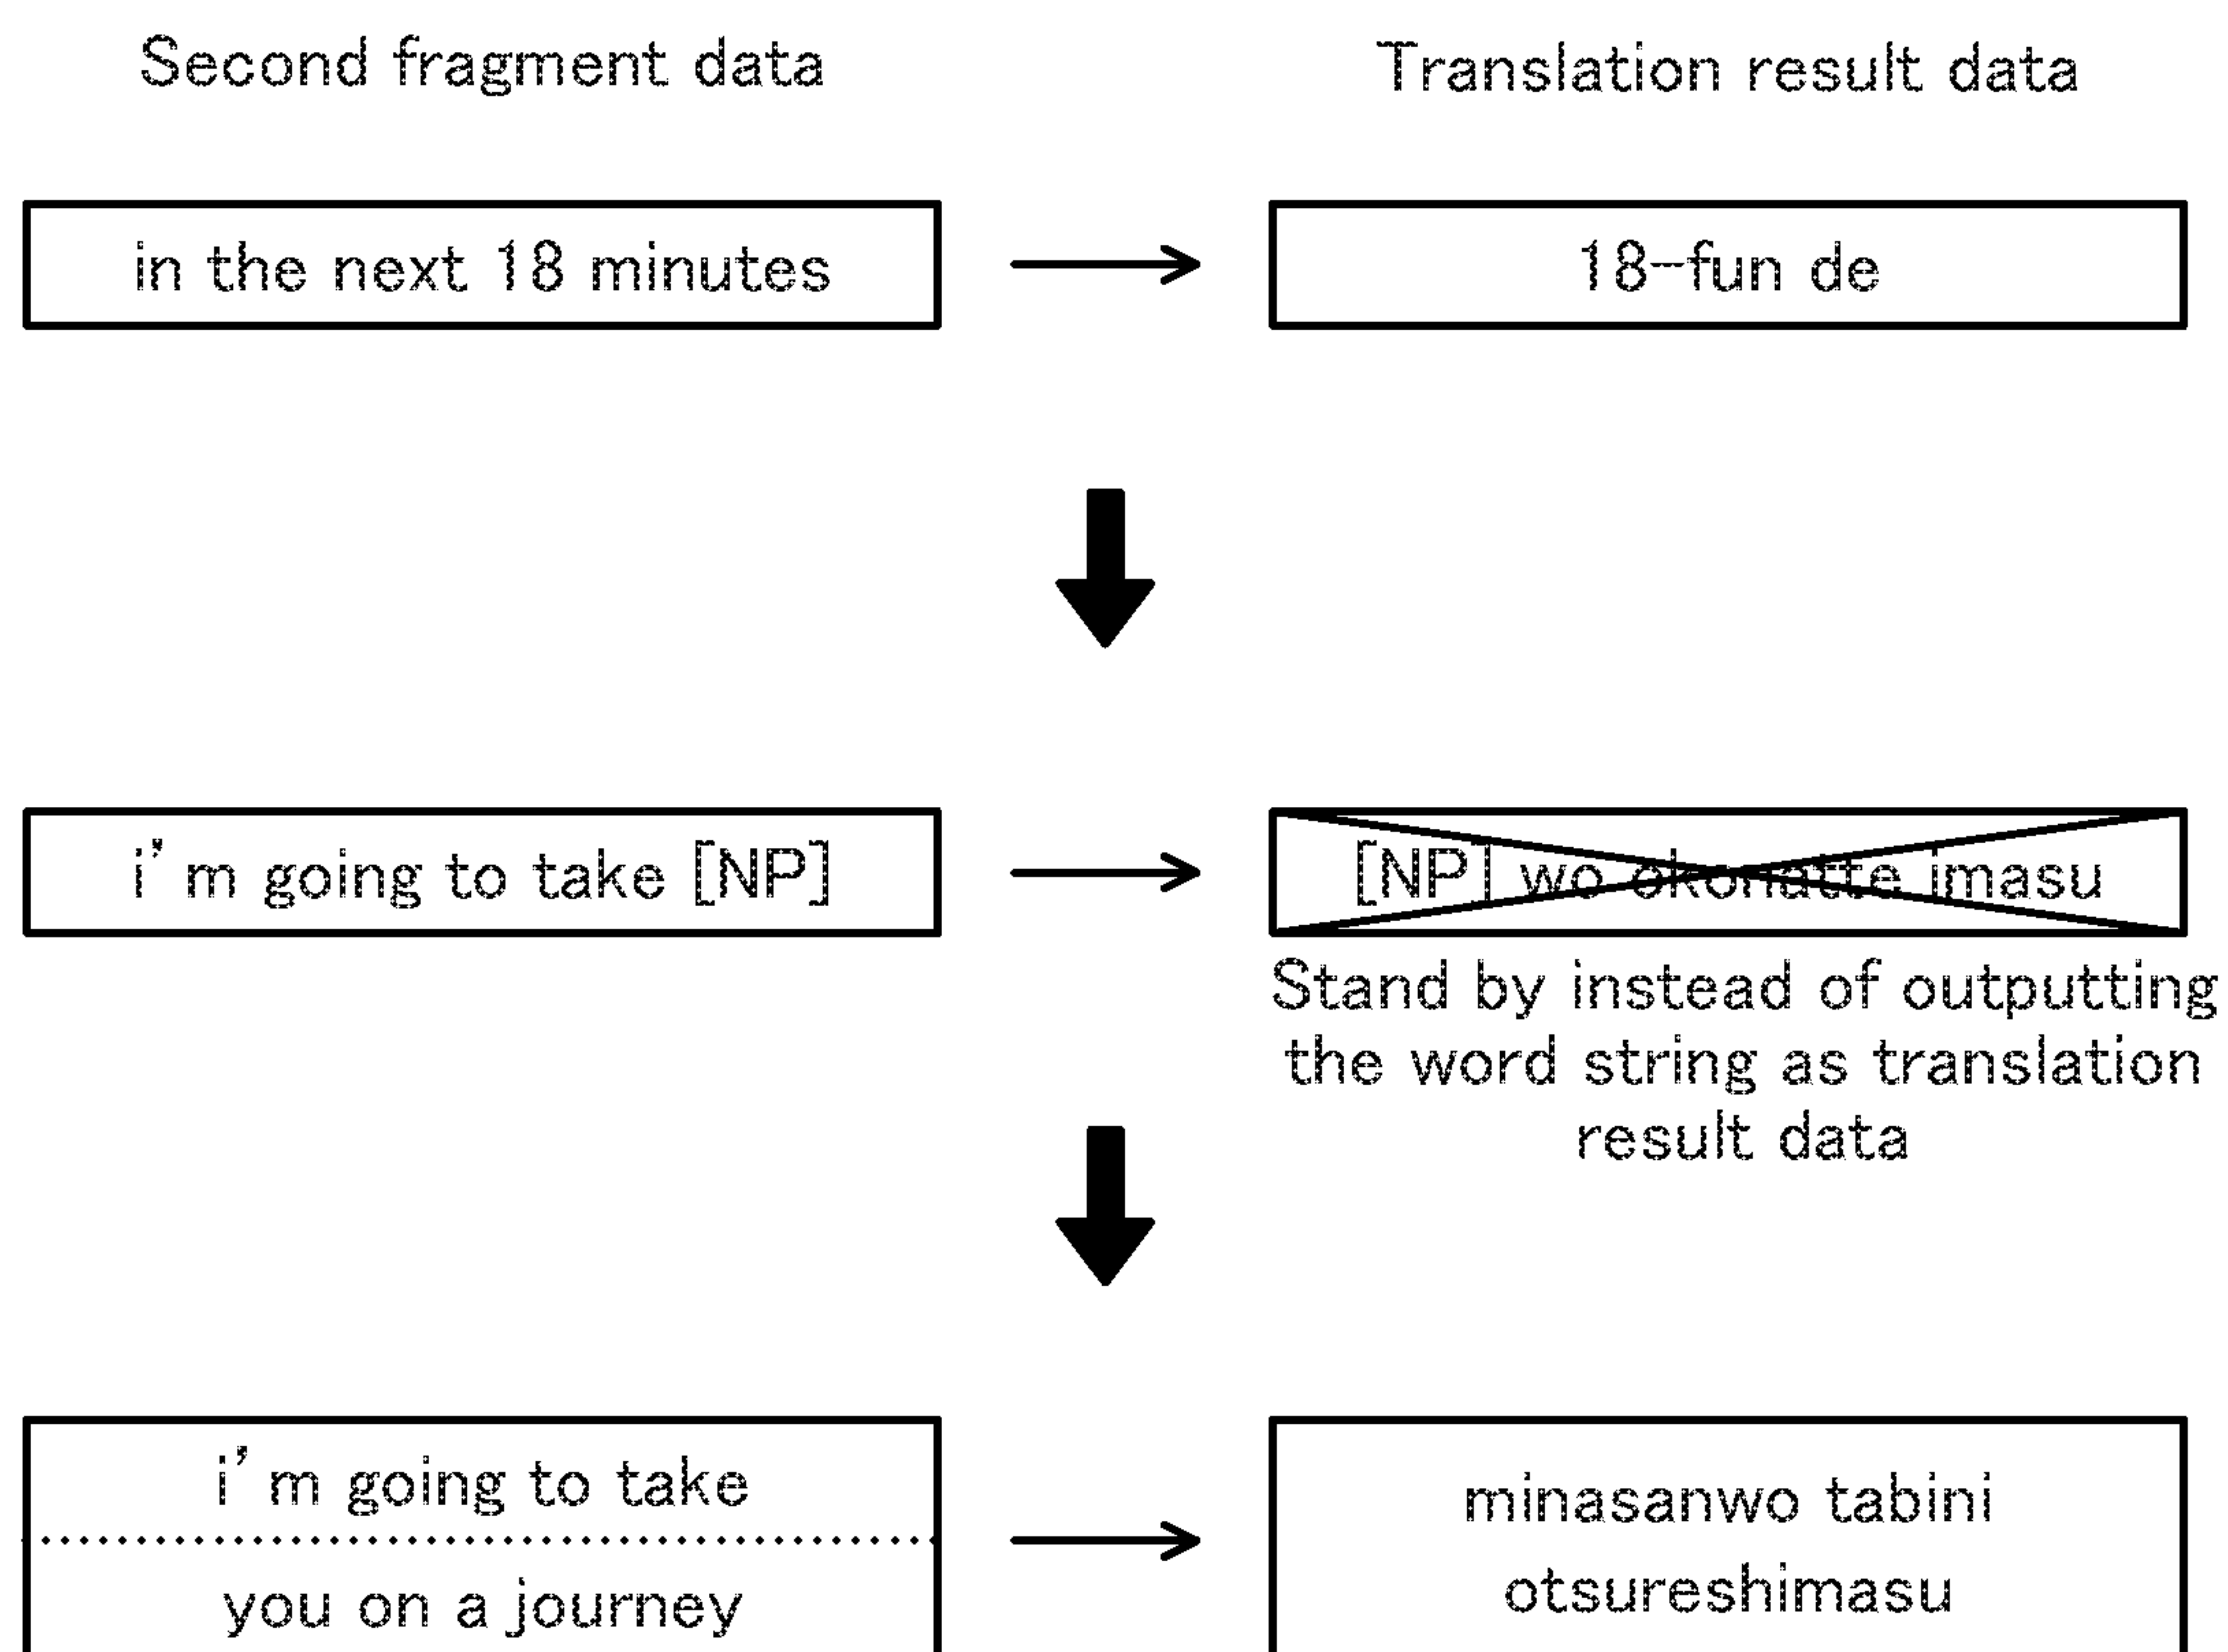 Second fragment data
Translation result data
in the next 18 minutes
18-fun de
i'm going to take [NP]
[NP] wo okonatte imasu
Stand by instead of outputting
the word string as translation
result data
i'm going to take
you on a journey
minasanwo tabini
otsureshimasu